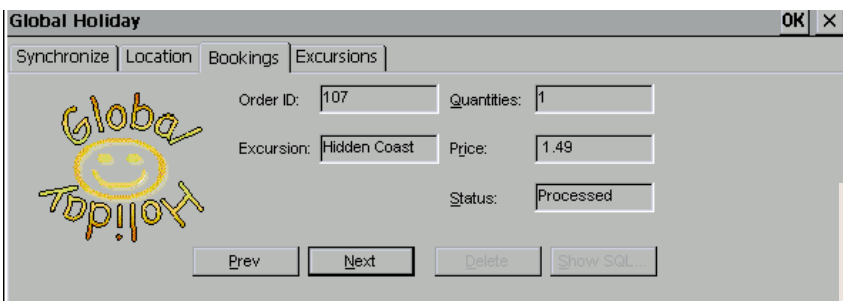 Global Holiday OK ×
Synchronize Location Bookings Excursions
Global
Holiday
Order ID: 107 Quantities: 1
Excursion: Hidden Coast Price: 1.49
Status: Processed
Prev Next Delete Show SQL...